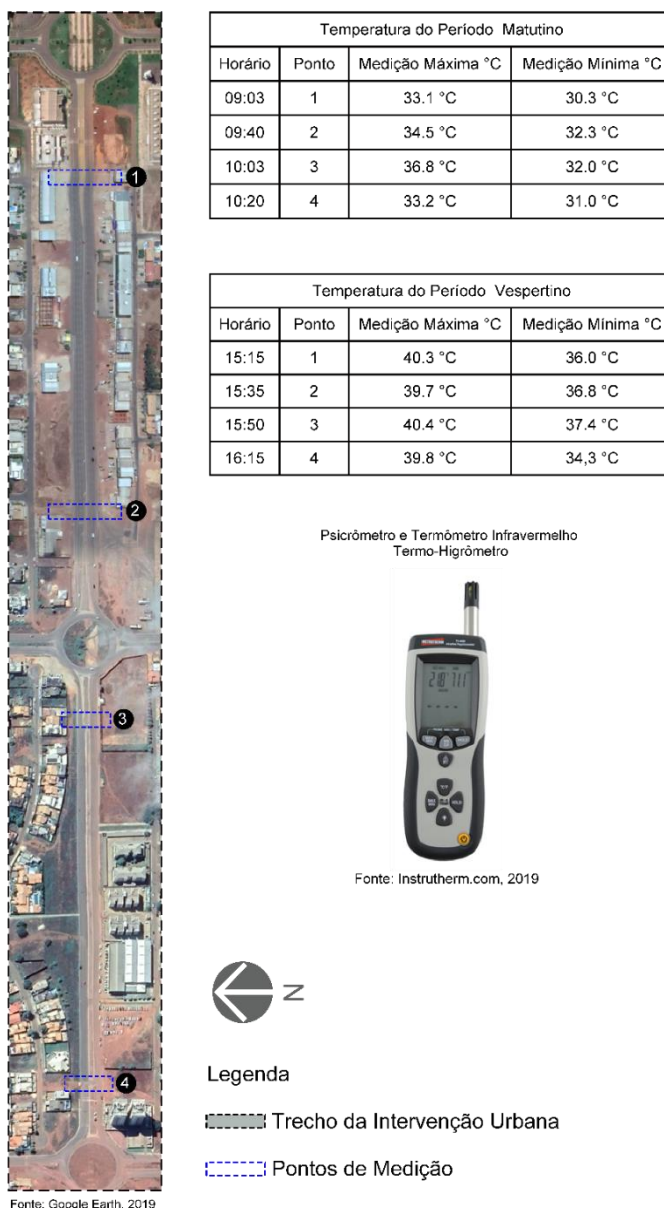 Temperatura do Período Matutino
Horário Ponto Medição Máxima °C Medição Mínima °C
09:03 1 33.1 °C 30.3 °C
09:40 2 34.5 °C 32.3 °C
10:03 3 36.8 °C 32.0 °C
10:20 4 33.2 °C 31.0 °C
Temperatura do Período Vespertino
Horário Ponto Medição Máxima °C Medição Mínima °C
15:15 1 40.3 °C 36.0 °C
15:35 2 39.7 °C 36.8 °C
15:50 3 40.4 °C 37.4 °C
16:15 4 39.8 °C 34,3 °C
1
2
3
4
Psicrômetro e Termômetro Infravermelho
Termo-Higrômetro
Fonte: Instrutherm.com, 2019
N
Legenda
Trecho da Intervenção Urbana
Pontos de Medição
Fonte: Google Earth, 2019